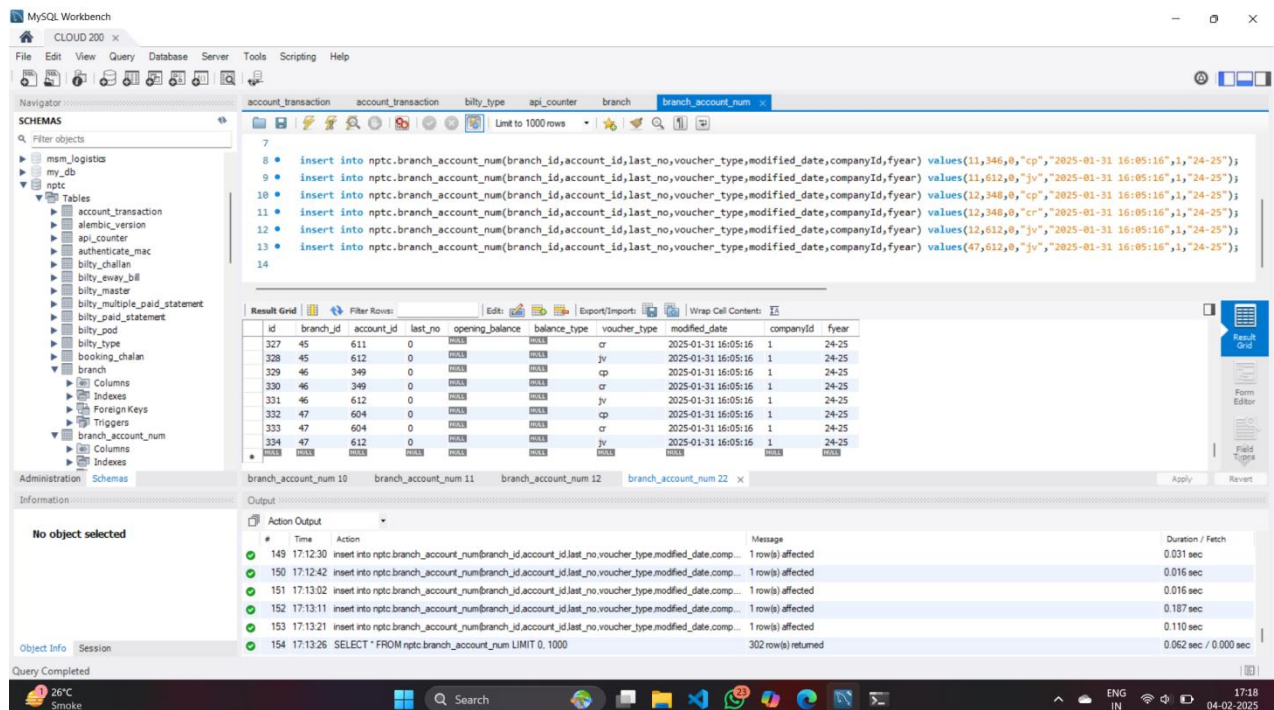 MySQL Workbench
CLOUD 200
File Edit View Query Database Server Tools Scripting Help
Navigator
SCHEMAS
Filter objects
msm_logistics
my_db
nptc
Tables
account_transaction
alembic_version
api_counter
authenticate_mac
bilty_challan
bilty_eway_bill
bilty_master
bilty_multiple_paid_statement
bilty_paid_statement
bilty_pod
bilty_type
booking_chalan
branch
Columns
Indexes
Foreign Keys
Triggers
branch_account_num
Columns
Indexes
Administration Schemas
Information
No object selected
Object Info Session
account_transaction account_transaction bilty_type api_counter branch branch_account_num
Limit to 1000 rows
7
8 insert into nptc.branch_account_num(branch_id,account_id,last_no,voucher_type,modified_date,companyId,fyear) values(11,346,0,"cp","2025-01-31 16:05:16",1,"24-25");
9 insert into nptc.branch_account_num(branch_id,account_id,last_no,voucher_type,modified_date,companyId,fyear) values(11,612,0,"jv","2025-01-31 16:05:16",1,"24-25");
10 insert into nptc.branch_account_num(branch_id,account_id,last_no,voucher_type,modified_date,companyId,fyear) values(12,348,0,"cp","2025-01-31 16:05:16",1,"24-25");
11 insert into nptc.branch_account_num(branch_id,account_id,last_no,voucher_type,modified_date,companyId,fyear) values(12,348,0,"cr","2025-01-31 16:05:16",1,"24-25");
12 insert into nptc.branch_account_num(branch_id,account_id,last_no,voucher_type,modified_date,companyId,fyear) values(12,612,0,"jv","2025-01-31 16:05:16",1,"24-25");
13 insert into nptc.branch_account_num(branch_id,account_id,last_no,voucher_type,modified_date,companyId,fyear) values(47,612,0,"jv","2025-01-31 16:05:16",1,"24-25");
14
Result Grid Filter Rows: Edit: Export/Import: Wrap Cell Content:
id branch_id account_id last_no opening_balance balance_type voucher_type modified_date companyId fyear
327 45 611 0 NULL NULL cr 2025-01-31 16:05:16 1 24-25
328 45 612 0 NULL NULL jv 2025-01-31 16:05:16 1 24-25
329 46 349 0 NULL NULL cp 2025-01-31 16:05:16 1 24-25
330 46 349 0 NULL NULL cr 2025-01-31 16:05:16 1 24-25
331 46 612 0 NULL NULL jv 2025-01-31 16:05:16 1 24-25
332 47 604 0 NULL NULL cp 2025-01-31 16:05:16 1 24-25
333 47 604 0 NULL NULL cr 2025-01-31 16:05:16 1 24-25
334 47 612 0 NULL NULL jv 2025-01-31 16:05:16 1 24-25
* NULL NULL NULL NULL NULL NULL NULL NULL NULL NULL
Result Grid
Form Editor
Field Types
branch_account_num 10 branch_account_num 11 branch_account_num 12 branch_account_num 22 Apply Revert
Output
Action Output
# Time Action Message Duration / Fetch
149 17:12:30 insert into nptc.branch_account_num(branch_id,account_id,last_no,voucher_type,modified_date,comp... 1 row(s) affected 0.031 sec
150 17:12:42 insert into nptc.branch_account_num(branch_id,account_id,last_no,voucher_type,modified_date,comp... 1 row(s) affected 0.016 sec
151 17:13:02 insert into nptc.branch_account_num(branch_id,account_id,last_no,voucher_type,modified_date,comp... 1 row(s) affected 0.016 sec
152 17:13:11 insert into nptc.branch_account_num(branch_id,account_id,last_no,voucher_type,modified_date,comp... 1 row(s) affected 0.187 sec
153 17:13:21 insert into nptc.branch_account_num(branch_id,account_id,last_no,voucher_type,modified_date,comp... 1 row(s) affected 0.110 sec
154 17:13:26 SELECT * FROM nptc.branch_account_num LIMIT 0, 1000 302 row(s) returned 0.062 sec / 0.000 sec
Query Completed
1
26°C
Smoke
Search
23
ENG
IN
17:18
04-02-2025